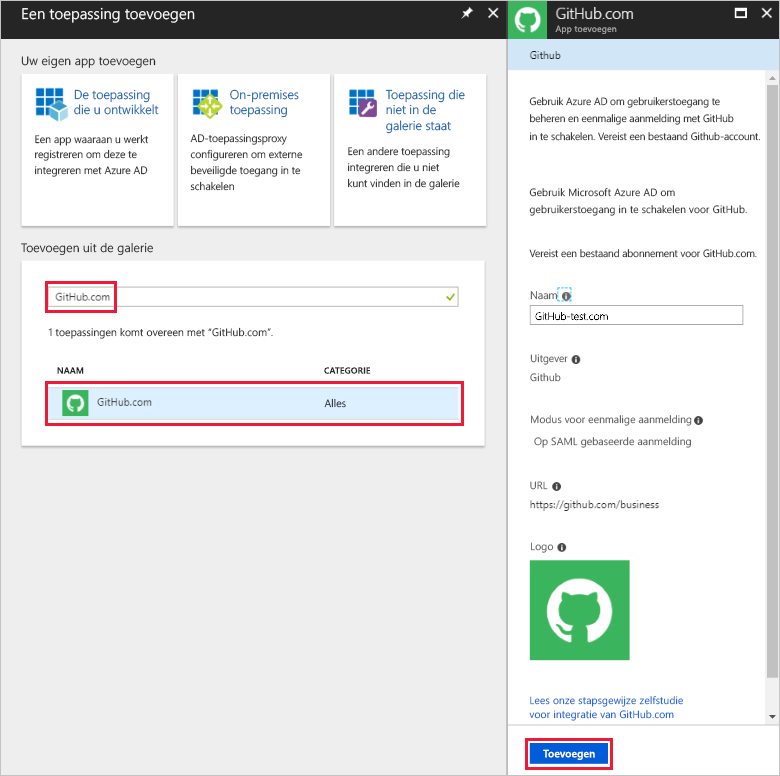 Een toepassing toevoegen
Uw eigen app toevoegen
De toepassing
die u ontwikkelt
Een app waaraan u werkt
registreren om deze te
integreren met Azure AD
On-premises
toepassing
AD-toepassingsproxy
configureren om externe
beveiligde toegang in te
schakelen
Toepassing die
niet in de
galerie staat
Een andere toepassing
integreren die u niet
kunt vinden in de galerie
Toevoegen uit de galerie
GitHub.com
1 toepassingen komt overeen met "GitHub.com".
NAAM CATEGORIE
GitHub.com Alles
GitHub.com
App toevoegen
Github
Gebruik Azure AD om gebruikerstoegang te
beheren en eenmalige aanmelding met GitHub
in te schakelen. Vereist een bestaand Github-account.
Gebruik Microsoft Azure AD om
gebruikerstoegang in te schakelen voor GitHub.
Vereist een bestaand abonnement voor GitHub.com.
Naam
GitHub-test.com
Uitgever
Github
Modus voor eenmalige aanmelding
Op SAML gebaseerde aanmelding
URL
https://github.com/business
Logo
Lees onze stapsgewijze zelfstudie
voor integratie van GitHub.com
Toevoegen